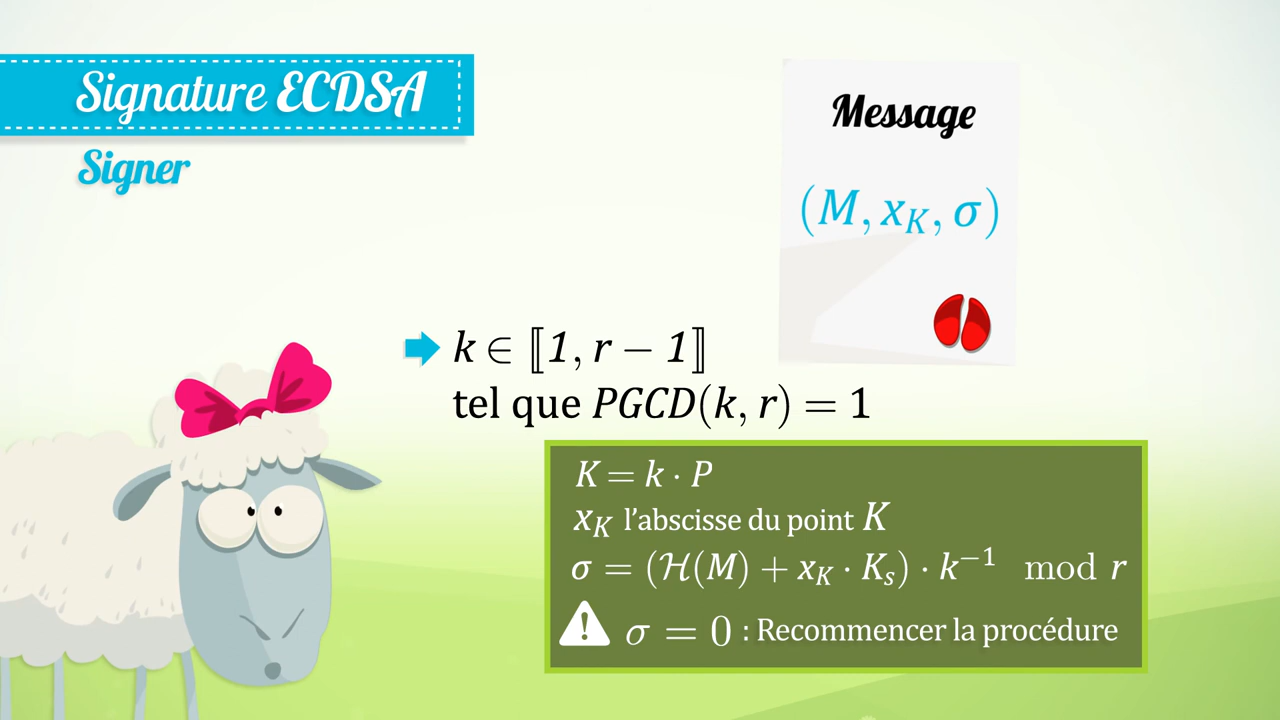 Signature ECDSA
Signer
Message
(M, x_K, σ)
k ∈ ⟦1, r − 1⟧
tel que PGCD(k, r) = 1
K = k · P
x_K l’abscisse du point K
σ = (ℋ(M) + x_K · K_s) · k⁻¹ mod r
σ = 0 : Recommencer la procédure